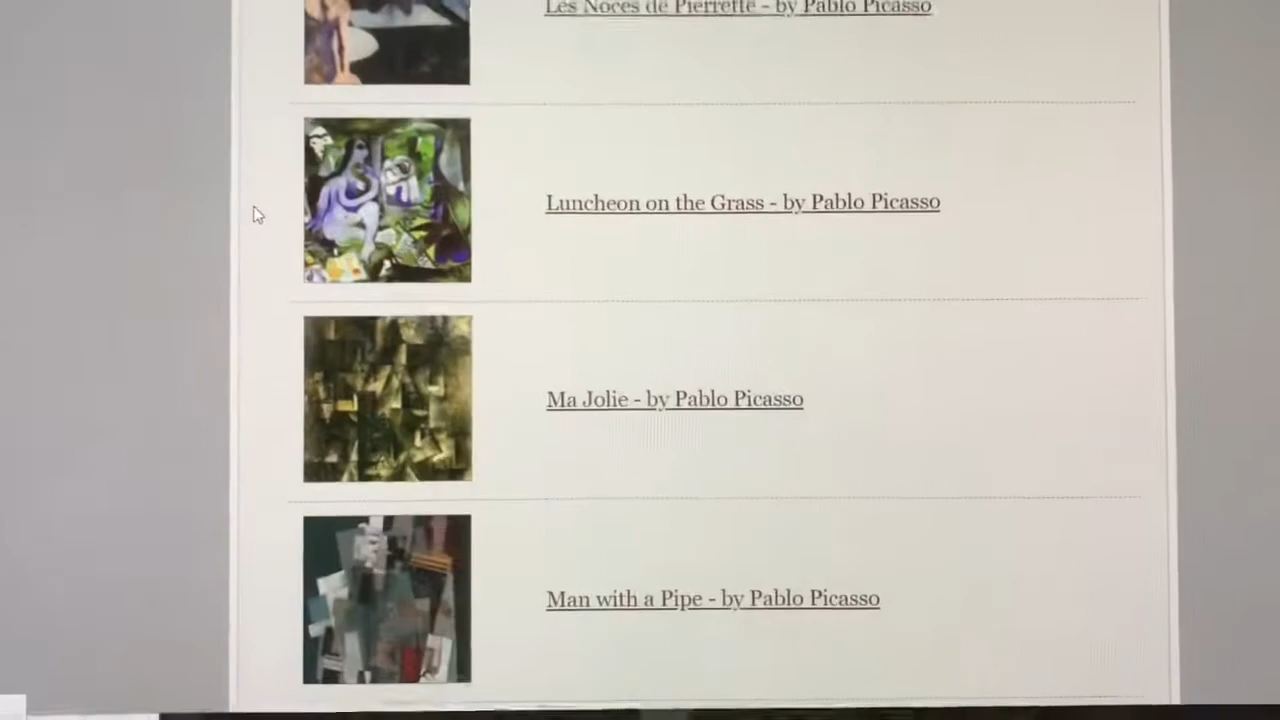 Les Noces de Pierrette - by Pablo Picasso
Luncheon on the Grass - by Pablo Picasso
Ma Jolie - by Pablo Picasso
Man with a Pipe - by Pablo Picasso